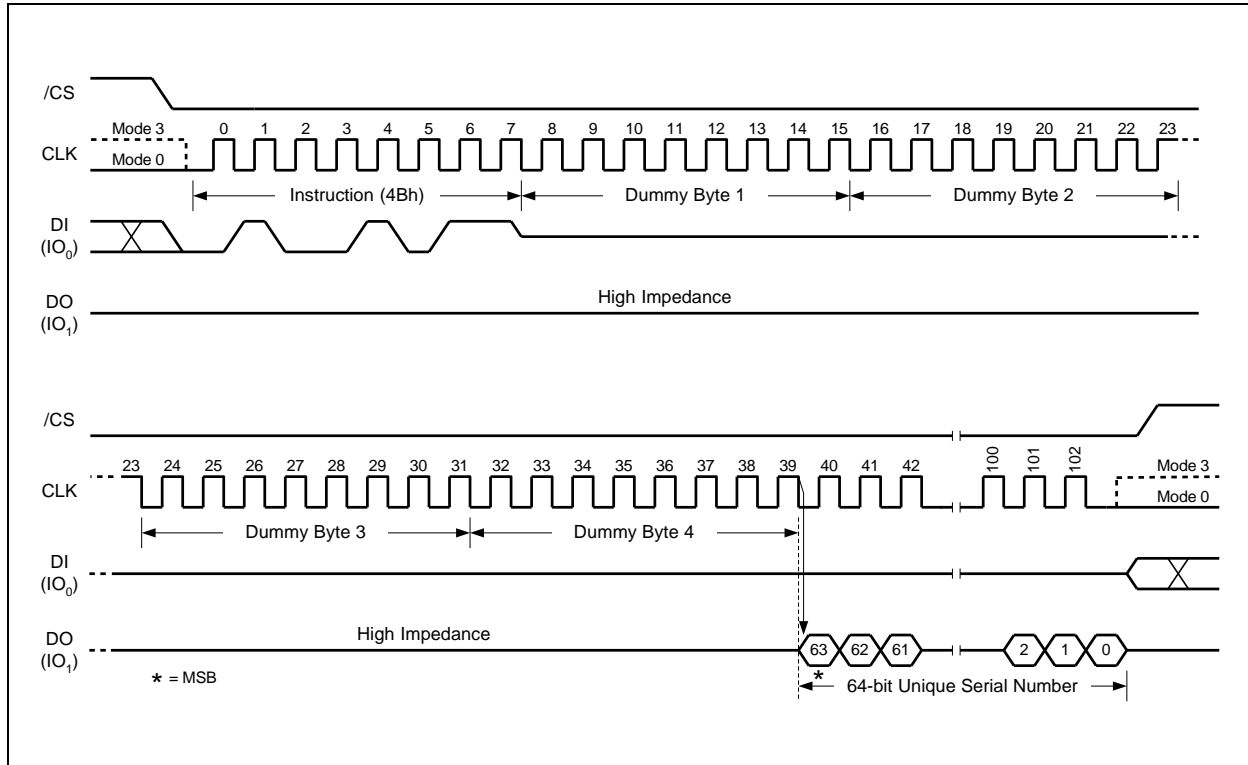 /CS
Mode 3
0 1 2 3 4 5 6 7 8 9 10 11 12 13 14 15 16 17 18 19 20 21 22 23
CLK
Mode 0
Instruction (4Bh)
Dummy Byte 1
Dummy Byte 2
DI
(IO0)
High Impedance
DO
(IO1)
/CS
23 24 25 26 27 28 29 30 31 32 33 34 35 36 37 38 39 40 41 42 100 101 102
Mode 3
CLK
Mode 0
Dummy Byte 3
Dummy Byte 4
DI
(IO0)
DO
(IO1)
High Impedance
63 62 61 2 1 0
* = MSB
*
64-bit Unique Serial Number